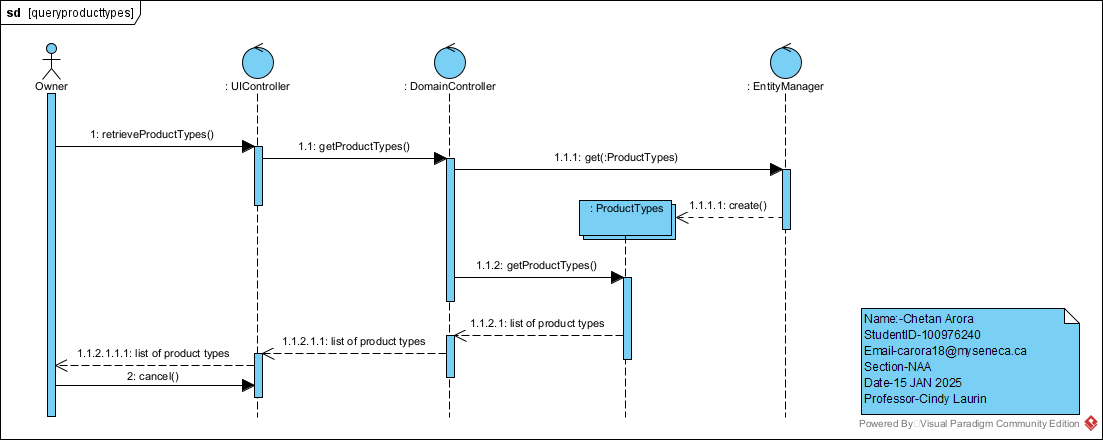 sd [queryproducttypes]
Owner
: UIController
: DomainController
: EntityManager
1: retrieveProductTypes()
1.1: getProductTypes()
1.1.1: get(:ProductTypes)
: ProductTypes
1.1.1.1: create()
1.1.2: getProductTypes()
1.1.2.1: list of product types
1.1.2.1.1: list of product types
1.1.2.1.1.1: list of product types
2: cancel()
Name:-Chetan Arora
StudentID-100976240
Email-carora18@myseneca.ca
Section-NAA
Date-15 JAN 2025
Professor-Cindy Laurin
Powered By Visual Paradigm Community Edition